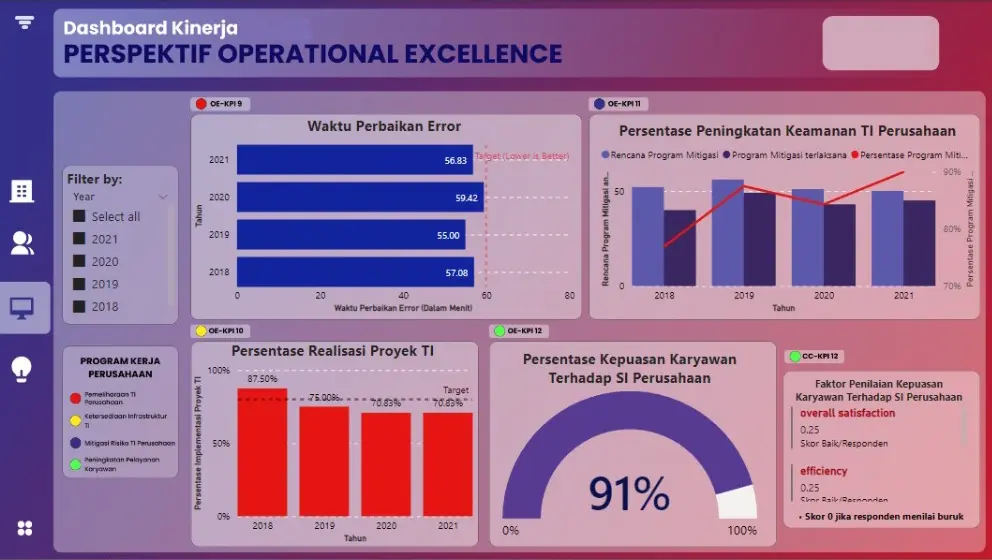 Dashboard Kinerja
PERSPEKTIF OPERATIONAL EXCELLENCE
Filter by:
Year
Select all
2021
2020
2019
2018
PROGRAM KERJA
PERUSAHAAN
Pemeliharaan TI
Perusahaan
Ketersediaan Infrastruktur
TI
Mitigasi Risiko TI Perusahaan
Peningkatan Pelayanan
Karyawan
OE-KPI 9
Waktu Perbaikan Error
Target (Lower is Better)
Tahun
2021
56.83
2020
59.42
2019
55.00
2018
57.08
0 20 40 60 80
Waktu Perbaikan Error (Dalam Menit)
OE-KPI 11
Persentase Peningkatan Keamanan TI Perusahaan
Rencana Program Mitigasi Program Mitigasi terlaksana Persentase Program Miti...
Rencana Program Mitigasi an...
50
0
90%
80%
70%
Persentase Program Mitigasi ...
2018 2019 2020 2021
Tahun
OE-KPI 10
Persentase Realisasi Proyek TI
Persentase Implementasi Proyek TI
100%
50%
0%
Target
87.50% 75.00% 70.83% 70.83%
2018 2019 2020 2021
Tahun
OE-KPI 12
Persentase Kepuasan Karyawan
Terhadap SI Perusahaan
91%
0% 100%
CC-KPI 12
Faktor Penilaian Kepuasan
Karyawan Terhadap SI Perusahaan
overall satisfaction
0.25
Skor Baik/Responden
efficiency
0.25
Skor Baik/Responden
• Skor 0 jika responden menilai buruk